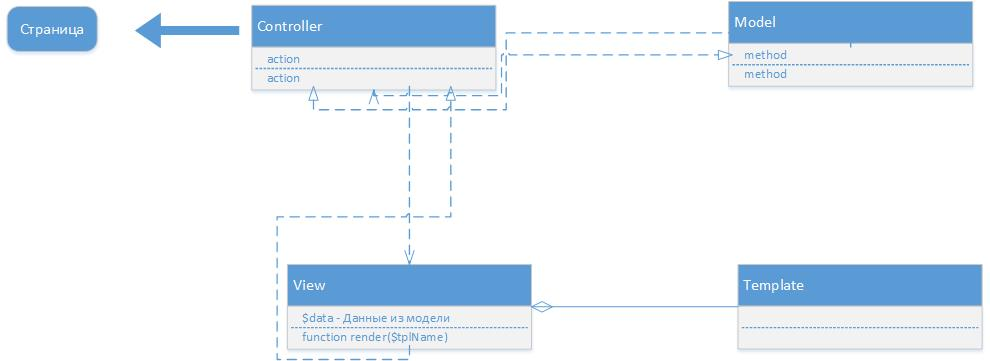 Страница
Controller
action
action
Model
method
method
View
$data - Данные из модели
function render($tplName)
Template